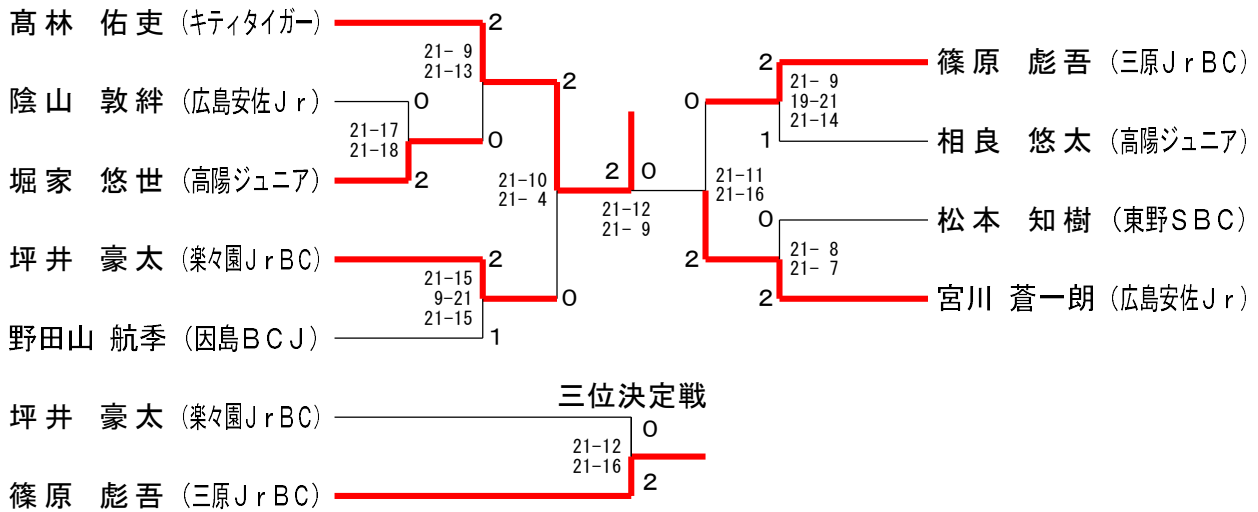 髙林 佑吏 (キティタイガー) 2
21- 9
21-13
2
陰山 敦絆 (広島安佐Jr) 0
21-17
21-18
0
堀家 悠世 (高陽ジュニア) 2
21-10
21- 4
坪井 豪太 (楽々園JrBC) 2
21-15
9-21
21-15
0
野田山 航季 (因島BCJ) 1
2 0
21-12
21- 9
2 篠原 彪吾 (三原JrBC)
0
21- 9
19-21
21-14
1 相良 悠太 (高陽ジュニア)
21-11
21-16
0 松本 知樹 (東野SBC)
21- 8
21- 7
2
2 宮川 蒼一朗 (広島安佐Jr)
三位決定戦
坪井 豪太 (楽々園JrBC) 0
21-12
21-16
篠原 彪吾 (三原JrBC) 2